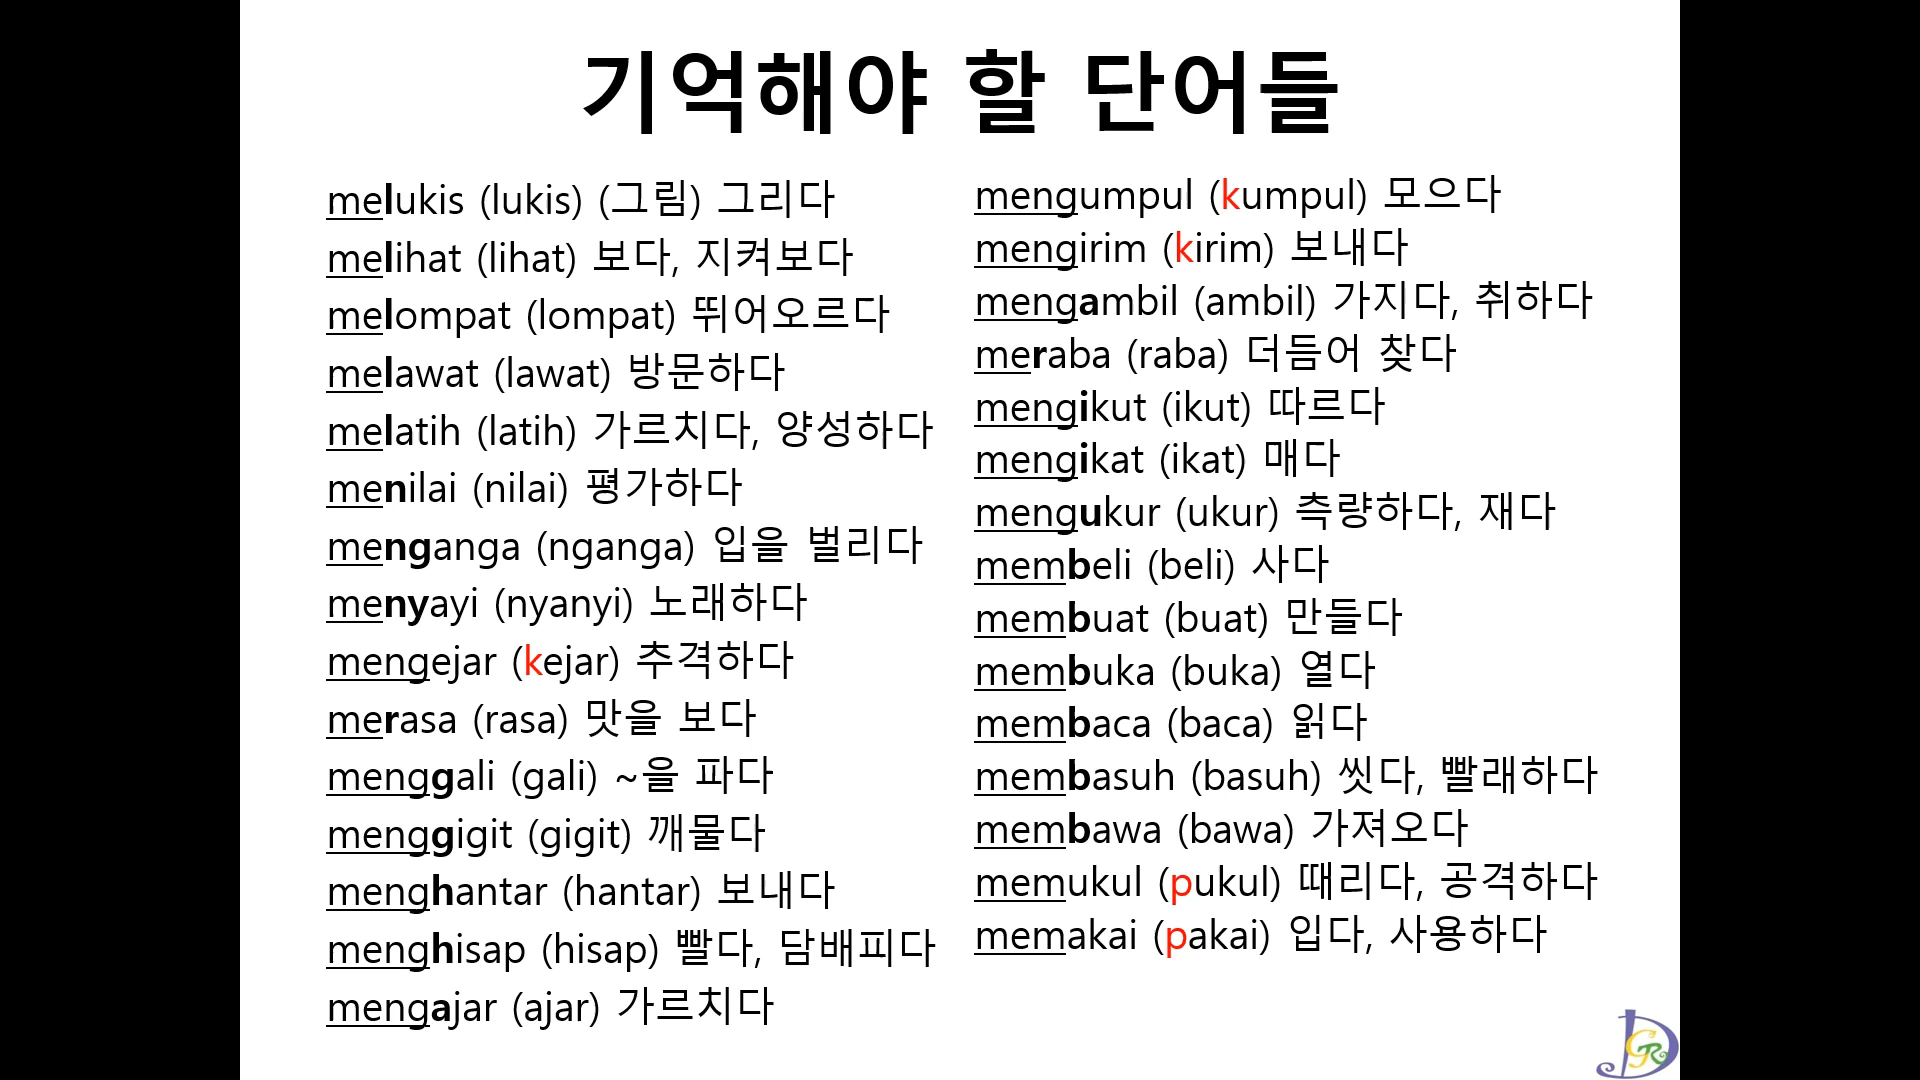 기억해야 할 단어들
melukis (lukis) (그림) 그리다
melihat (lihat) 보다, 지켜보다
melompat (lompat) 뛰어오르다
melawat (lawat) 방문하다
melatih (latih) 가르치다, 양성하다
menilai (nilai) 평가하다
menganga (nganga) 입을 벌리다
menyayi (nyanyi) 노래하다
mengejar (kejar) 추격하다
merasa (rasa) 맛을 보다
menggali (gali) ~을 파다
menggigit (gigit) 깨물다
menghantar (hantar) 보내다
menghisap (hisap) 빨다, 담배피다
mengajar (ajar) 가르치다
mengumpul (kumpul) 모으다
mengirim (kirim) 보내다
mengambil (ambil) 가지다, 취하다
meraba (raba) 더듬어 찾다
mengikut (ikut) 따르다
mengikat (ikat) 매다
mengukur (ukur) 측량하다, 재다
membeli (beli) 사다
membuat (buat) 만들다
membuka (buka) 열다
membaca (baca) 읽다
membasuh (basuh) 씻다, 빨래하다
membawa (bawa) 가져오다
memukul (pukul) 때리다, 공격하다
memakai (pakai) 입다, 사용하다